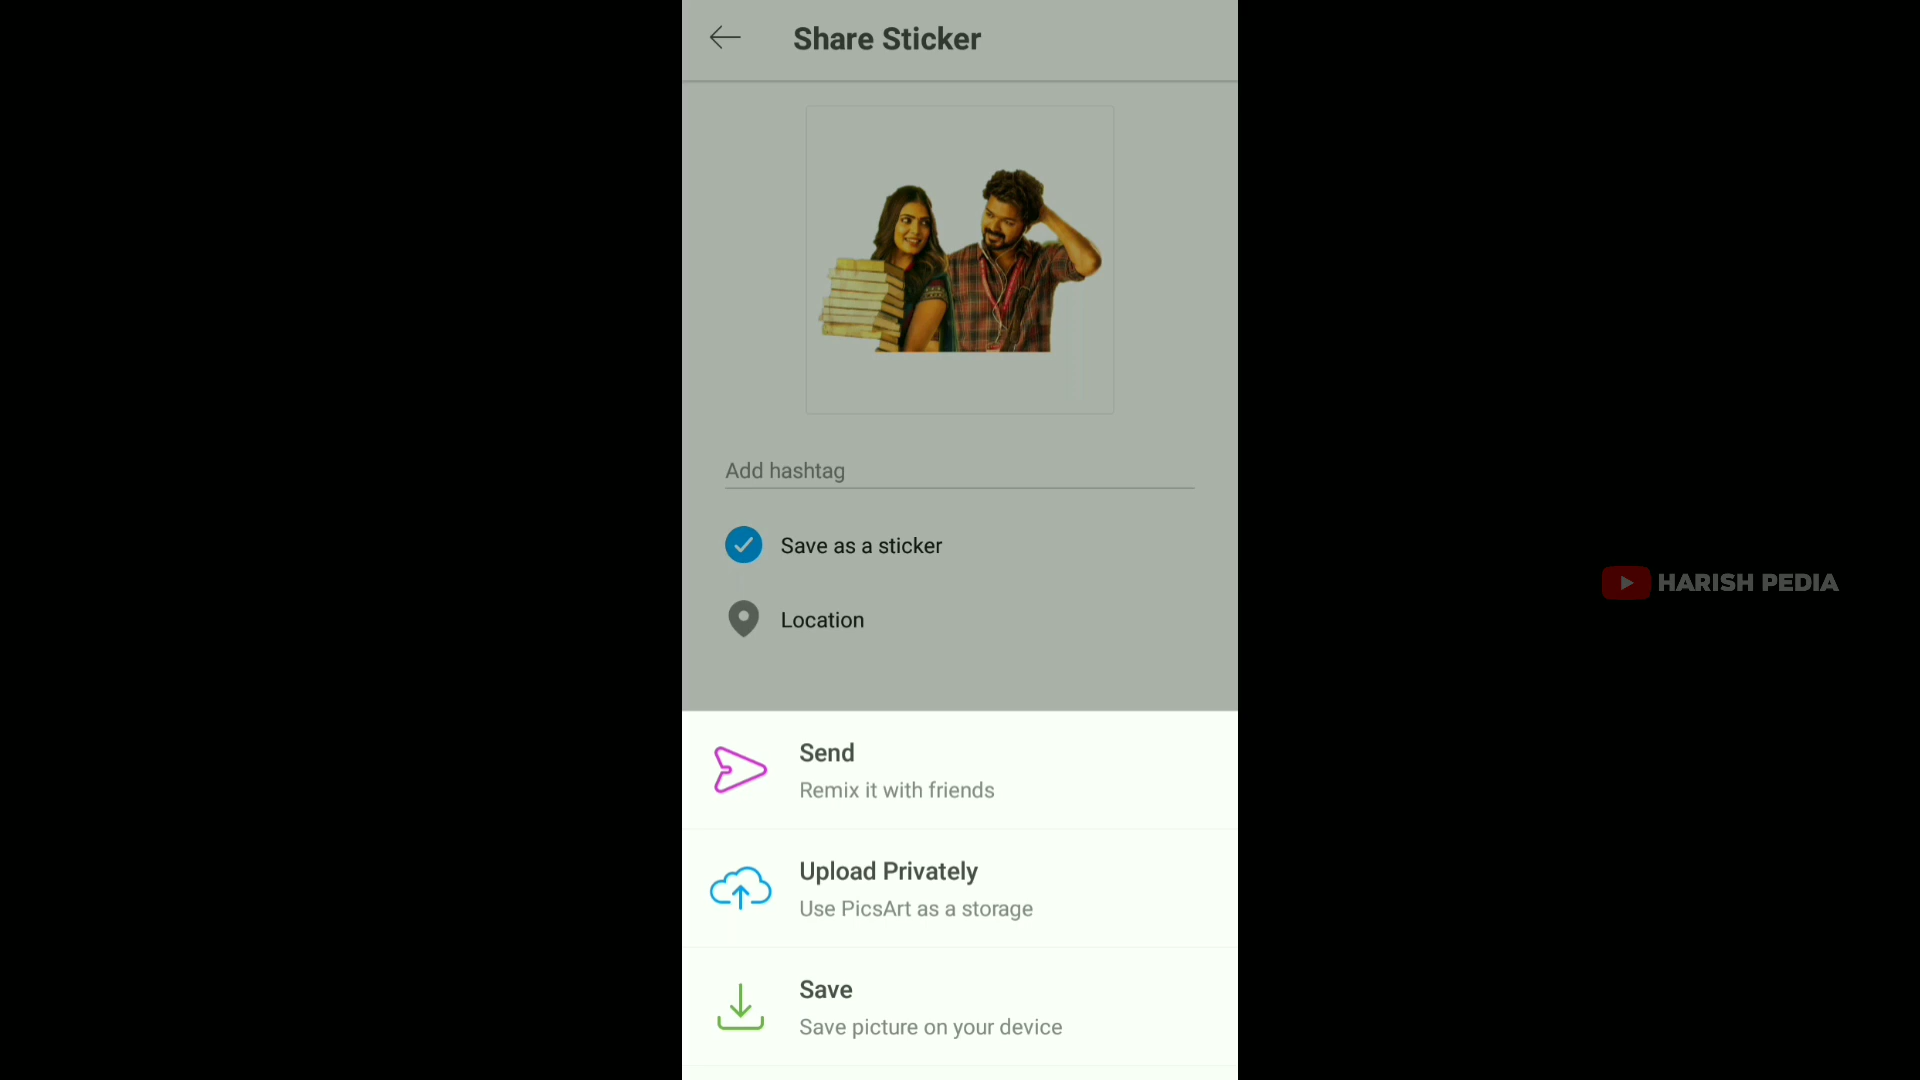 Share Sticker
Add hashtag
Save as a sticker
Location
HARISH PEDIA
Send
Remix it with friends
Upload Privately
Use PicsArt as a storage
Save
Save picture on your device